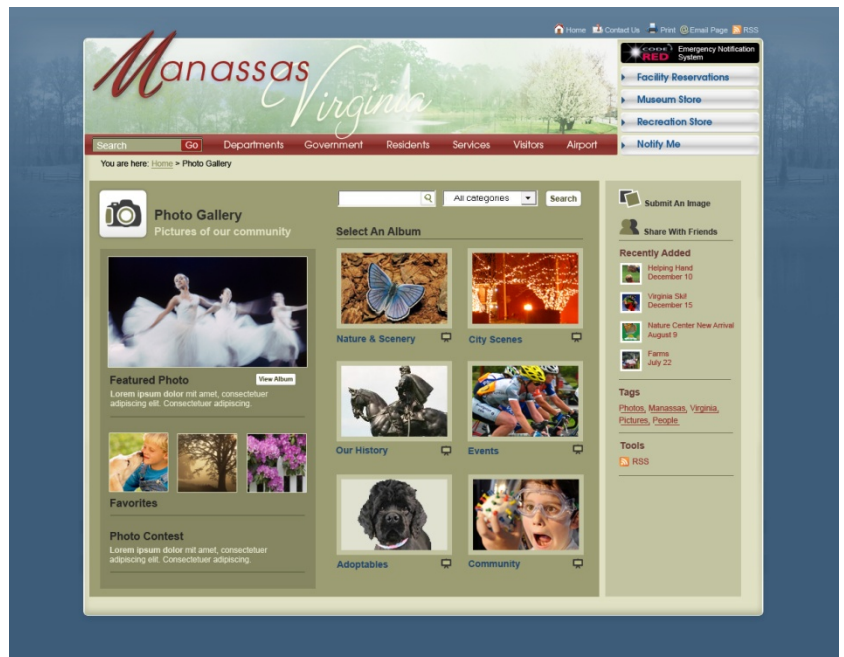 Home Contact Us Print Email Page RSS
Manassas
Virginia
CODE RED Emergency Notification System
Facility Reservations
Museum Store
Recreation Store
Notify Me
Search Go Departments Government Residents Services Visitors Airport
You are here: Home > Photo Gallery
Photo Gallery
Pictures of our community
All categories Search
Select An Album
Featured Photo View Album
Lorem ipsum dolor mit amet, consectetuer
adipiscing elit. Consectetuer adipiscing.
Favorites
Photo Contest
Lorem ipsum dolor mit amet, consectetuer
adipiscing elit. Consectetuer adipiscing.
Nature & Scenery City Scenes
Our History Events
Adoptables Community
Submit An Image
Share With Friends
Recently Added
Helping Hand
December 10
Virginia Ski!
December 15
Nature Center New Arrival
August 9
Farms
July 22
Tags
Photos, Manassas, Virginia,
Pictures, People
Tools
RSS